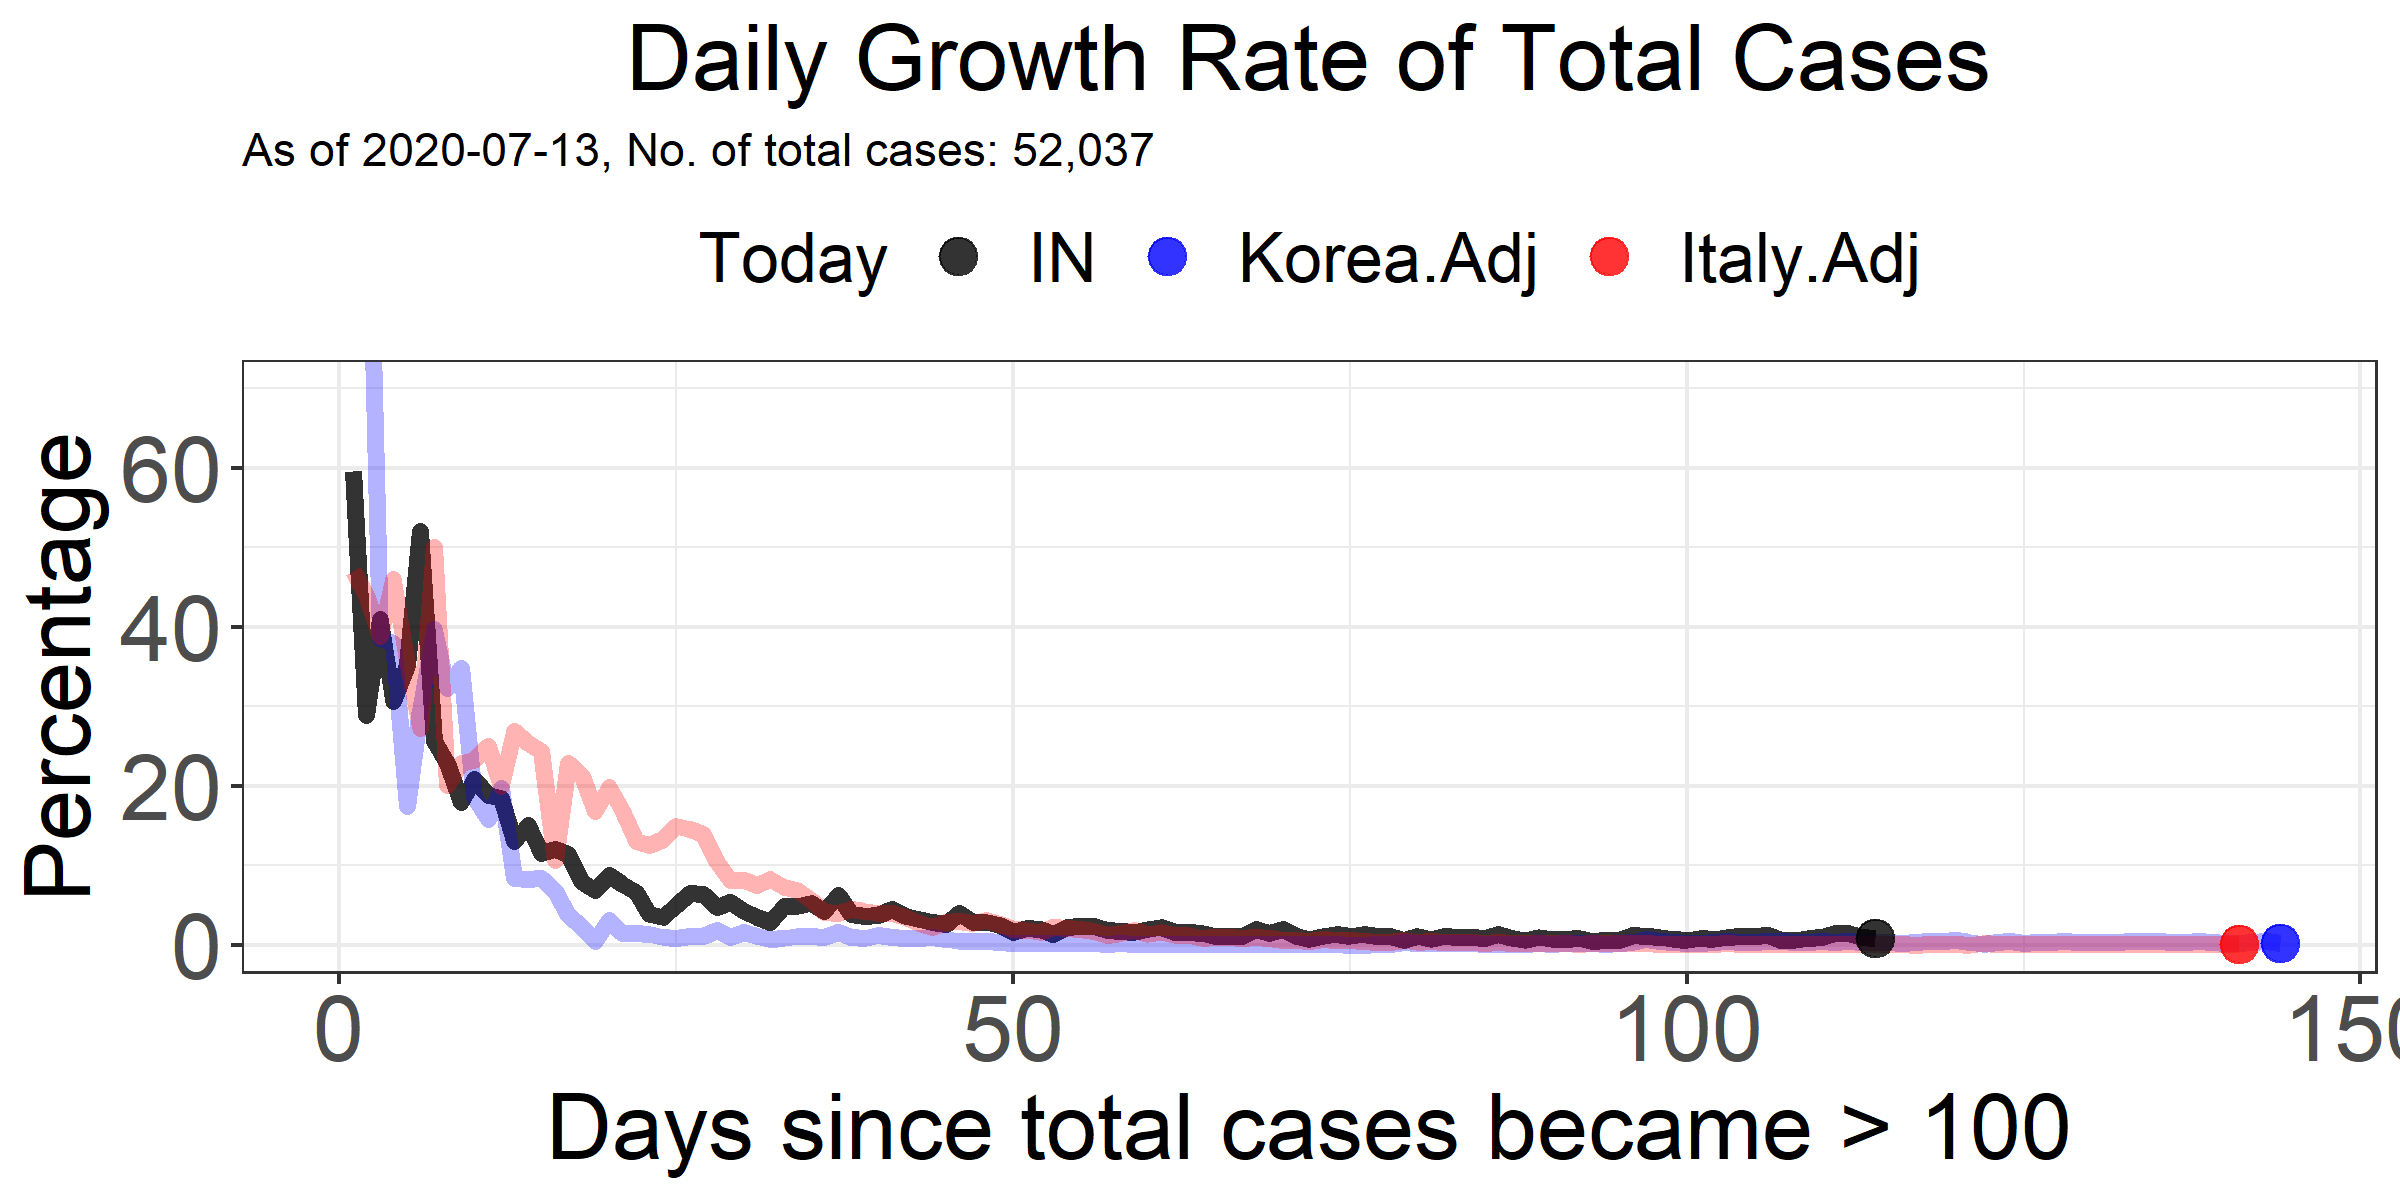 Daily Growth Rate of Total Cases
As of 2020-07-13, No. of total cases: 52,037
Today IN Korea.Adj Italy.Adj
Percentage
60
40
20
0
0 50 100 150
Days since total cases became > 100